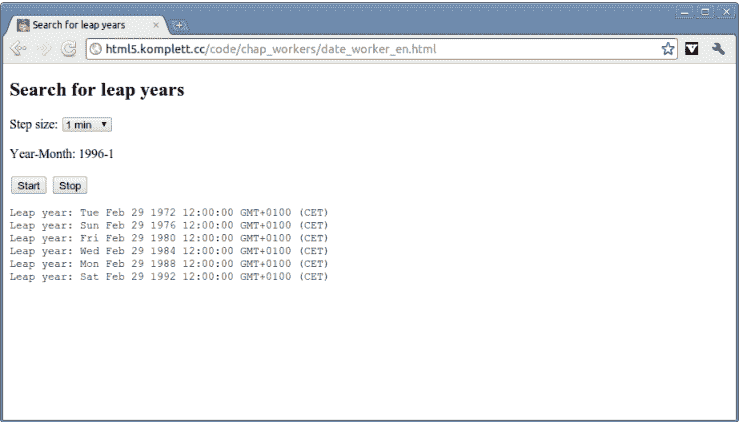 Search for leap years
html5.komplett.cc/code/chap_workers/date_worker_en.html
Search for leap years
Step size: 1 min
Year-Month: 1996-1
Start Stop
Leap year: Tue Feb 29 1972 12:00:00 GMT+0100 (CET)
Leap year: Sun Feb 29 1976 12:00:00 GMT+0100 (CET)
Leap year: Fri Feb 29 1980 12:00:00 GMT+0100 (CET)
Leap year: Wed Feb 29 1984 12:00:00 GMT+0100 (CET)
Leap year: Mon Feb 29 1988 12:00:00 GMT+0100 (CET)
Leap year: Sat Feb 29 1992 12:00:00 GMT+0100 (CET)